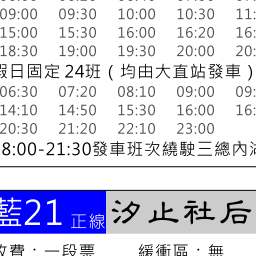 09:00 09:30 10:00 10:30 11:
15:00 15:30 16:00 16:20 16:
18:30 19:00 19:30 20:00 20:
假日固定 24班（均由大直站發車）
06:30 07:20 08:10 09:00 09:
14:10 14:50 15:30 16:00 16:
20:30 21:20 22:10 23:00
8:00-21:30發車班次繞駛三總內湖
藍21 正線 汐止社后
收費：一段票 緩衝區：無